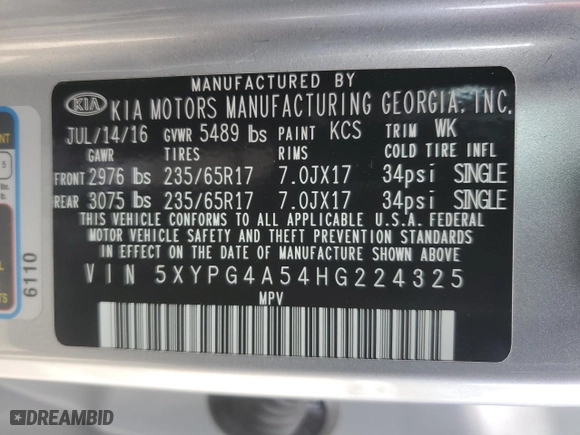 MANUFACTURED BY
KIA KIA MOTORS MANUFACTURING GEORGIA. INC.
JUL/14/16 GVWR 5489 lbs PAINT KCS TRIM WK
GAWR TIRES RIMS COLD TIRE INFL
FRONT 2976 lbs 235/65R17 7.0JX17 34psi SINGLE
REAR 3075 lbs 235/65R17 7.0JX17 34psi SINGLE
THIS VEHICLE CONFORMS TO ALL APPLICABLE U.S.A. FEDERAL
MOTOR VEHICLE SAFETY AND THEFT PREVENTION STANDARDS
IN EFFECT ON THE DATE OF MANUFACTURE SHOWN ABOVE
VIN 5XYPG4A54HG224325
MPV
6110
5
DREAMBID